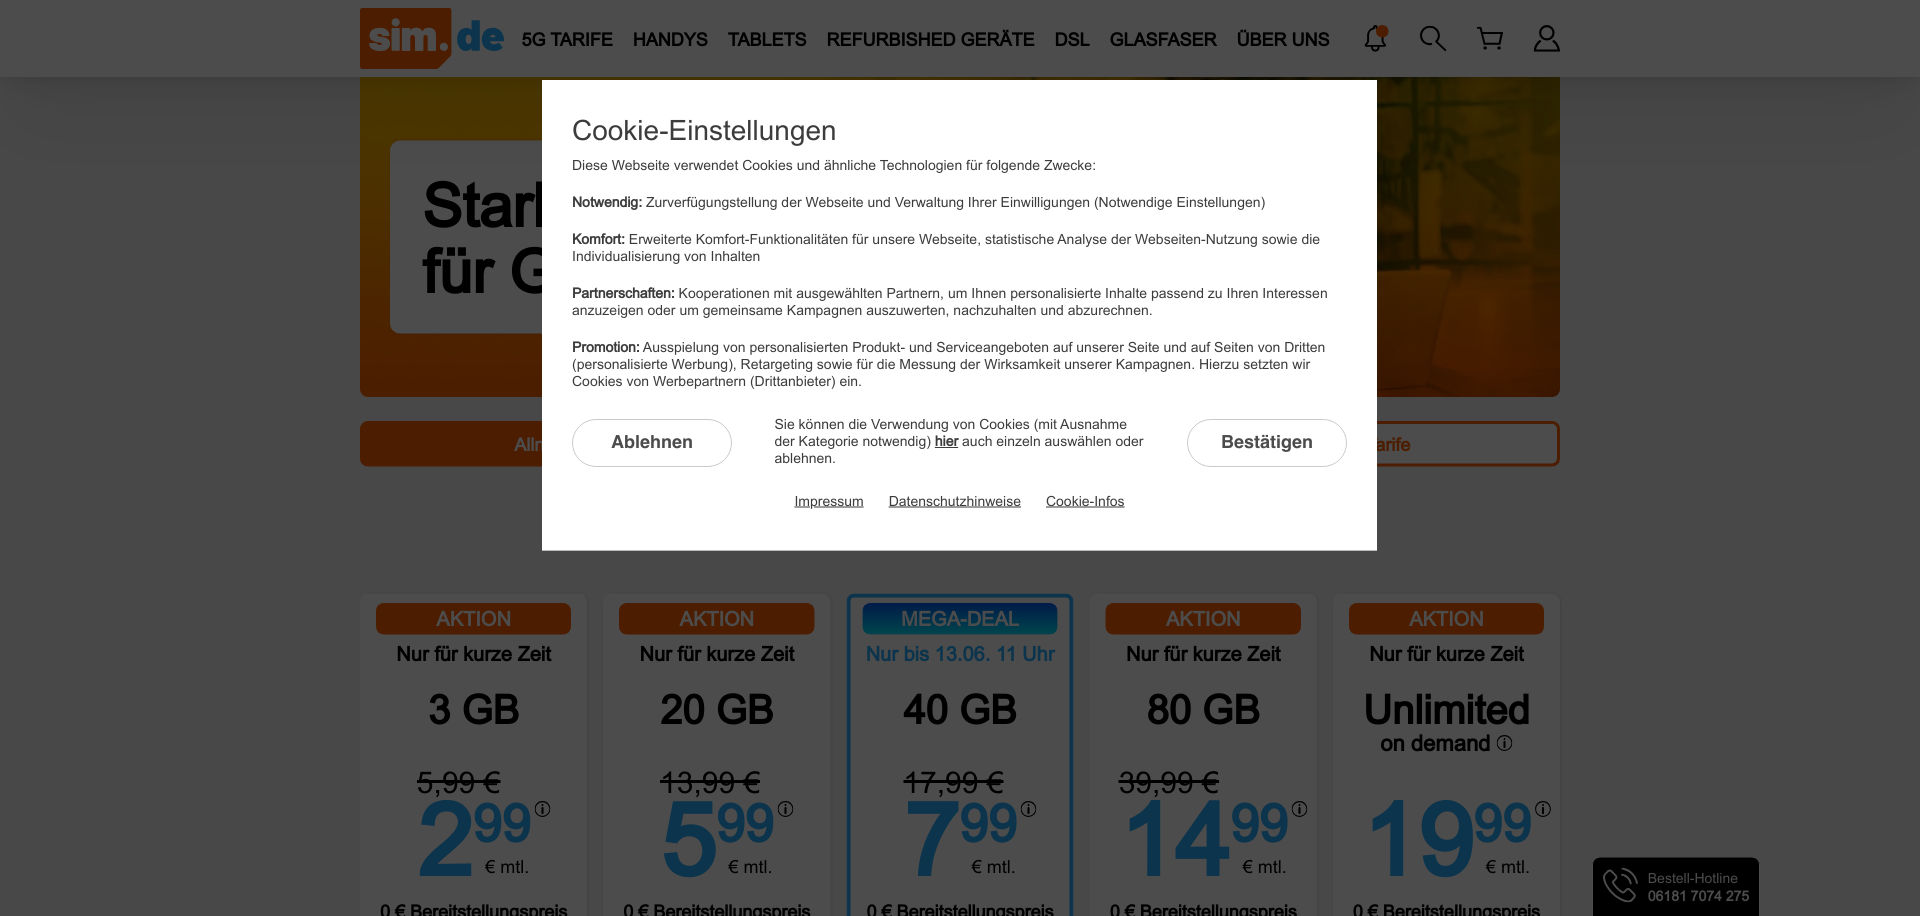 sim.de
5G TARIFE HANDYS TABLETS REFURBISHED GERÄTE DSL GLASFASER ÜBER UNS
für G
Cookie-Einstellungen
Diese Webseite verwendet Cookies und ähnliche Technologien für folgende Zwecke:
Notwendig: Zurverfügungstellung der Webseite und Verwaltung Ihrer Einwilligungen (Notwendige Einstellungen)
Komfort: Erweiterte Komfort-Funktionalitäten für unsere Webseite, statistische Analyse der Webseiten-Nutzung sowie die
Individualisierung von Inhalten
Partnerschaften: Kooperationen mit ausgewählten Partnern, um Ihnen personalisierte Inhalte passend zu Ihren Interessen
anzuzeigen oder um gemeinsame Kampagnen auszuwerten, nachzuhalten und abzurechnen.
Promotion: Ausspielung von personalisierten Produkt- und Serviceangeboten auf unserer Seite und auf Seiten von Dritten
(personalisierte Werbung), Retargeting sowie für die Messung der Wirksamkeit unserer Kampagnen. Hierzu setzten wir
Cookies von Werbepartnern (Drittanbieter) ein.
Ablehnen
Sie können die Verwendung von Cookies (mit Ausnahme
der Kategorie notwendig) hier auch einzeln auswählen oder
ablehnen.
Bestätigen
Impressum Datenschutzhinweise Cookie-Infos
arife
AKTION
Nur für kurze Zeit
3 GB
5,99 €
2 99
€ mtl.
0 € Bereitstellungspreis
AKTION
Nur für kurze Zeit
20 GB
13,99 €
5 99
€ mtl.
0 € Bereitstellungspreis
MEGA-DEAL
Nur bis 13.06. 11 Uhr
40 GB
17,99 €
7 99
€ mtl.
0 € Bereitstellungspreis
AKTION
Nur für kurze Zeit
80 GB
39,99 €
14 99
€ mtl.
0 € Bereitstellungspreis
AKTION
Nur für kurze Zeit
Unlimited
on demand
19 99
€ mtl.
0 € Bereitstellungspreis
Bestell-Hotline
06181 7074 275